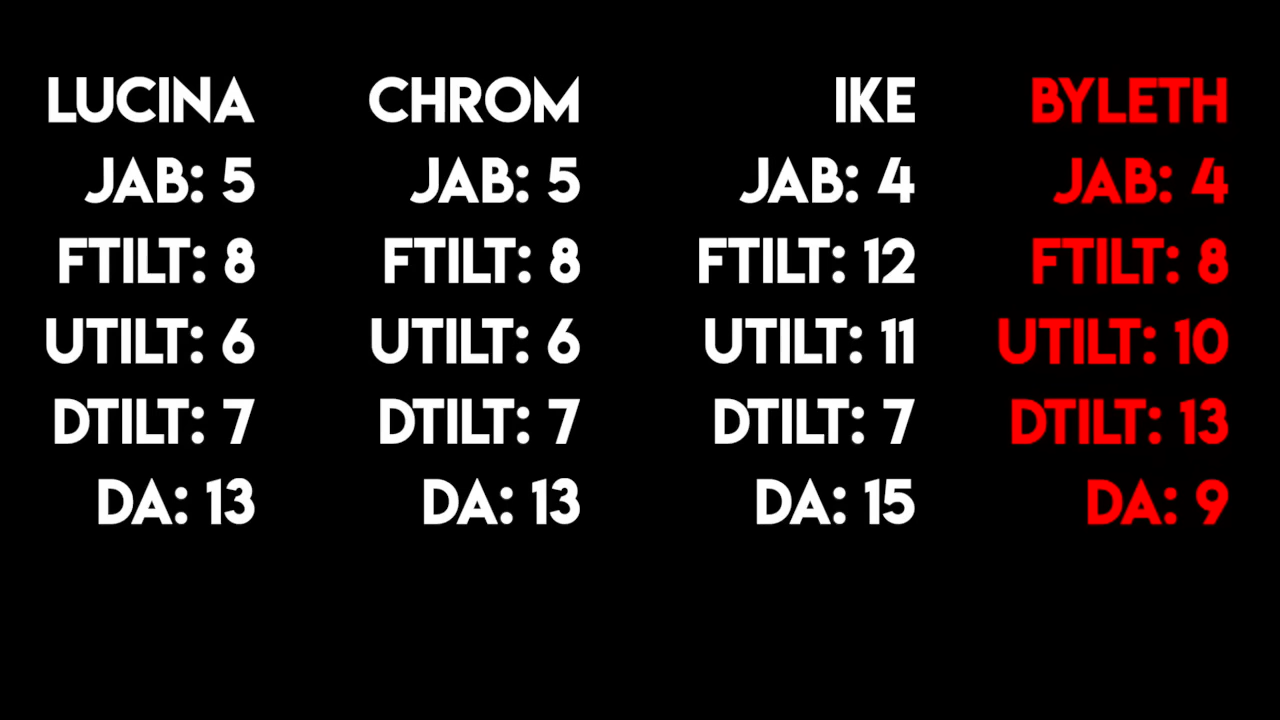 LUCINA
JAB: 5
FTILT: 8
UTILT: 6
DTILT: 7
DA: 13
CHROM
JAB: 5
FTILT: 8
UTILT: 6
DTILT: 7
DA: 13
IKE
JAB: 4
FTILT: 12
UTILT: 11
DTILT: 7
DA: 15
BYLETH
JAB: 4
FTILT: 8
UTILT: 10
DTILT: 13
DA: 9